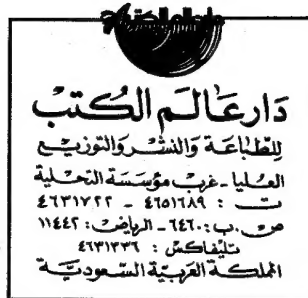 دار عالم الكتب
للطباعة والنشر والتوزيع
العليا - غرب مؤسسة التحلية
ت : ٤٦٥١٦٨٩ - ٤٦٣١٧٢٢
ص.ب: ٦٤٦٠ - الرياض: ١١٤٤٢
تليفاكس : ٤٦٣١٣٣٦
المملكة العربية السعودية